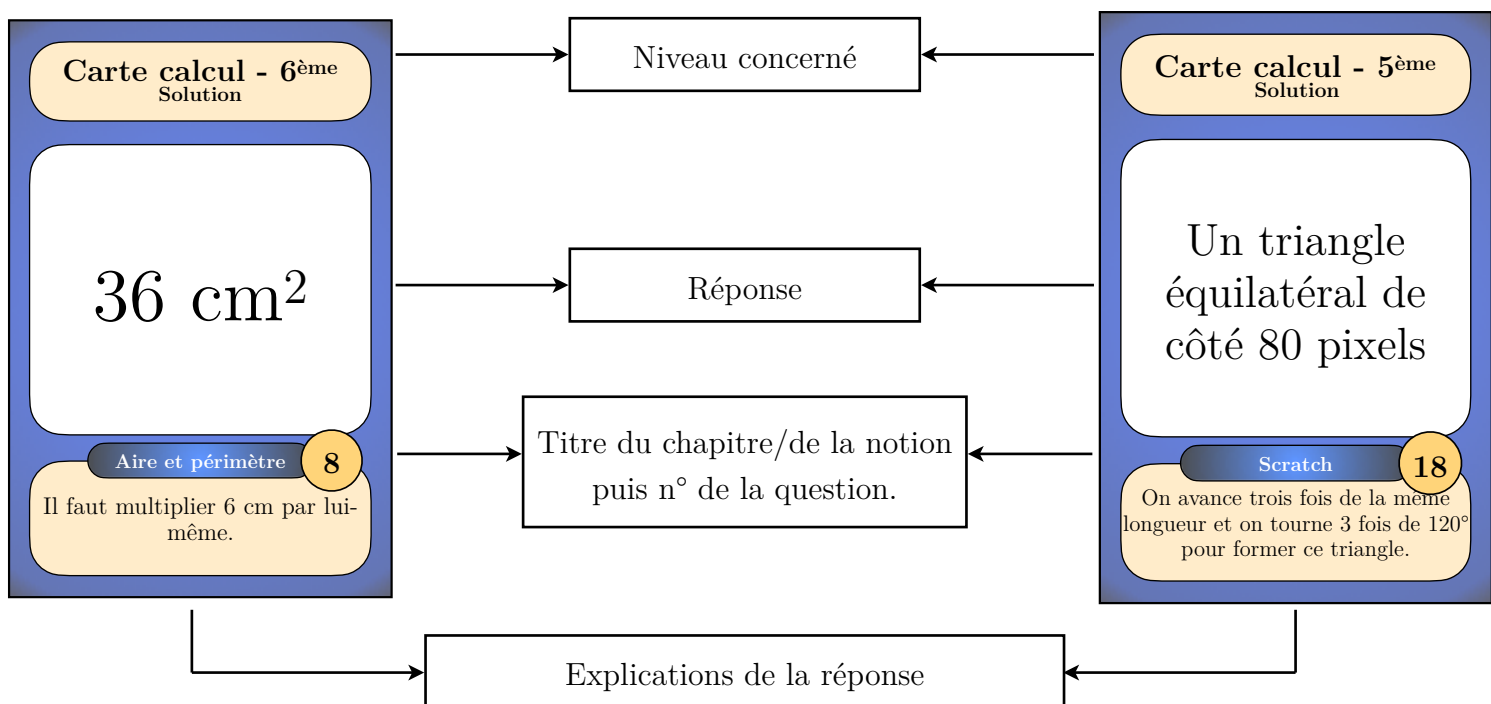 Carte calcul - 6ème
Solution
36 cm²
Aire et périmètre 8
Il faut multiplier 6 cm par lui-
même.
Niveau concerné
Réponse
Titre du chapitre/de la notion
puis n° de la question.
Explications de la réponse
Carte calcul - 5ème
Solution
Un triangle
équilatéral de
côté 80 pixels
Scratch 18
On avance trois fois de la même
longueur et on tourne 3 fois de 120°
pour former ce triangle.